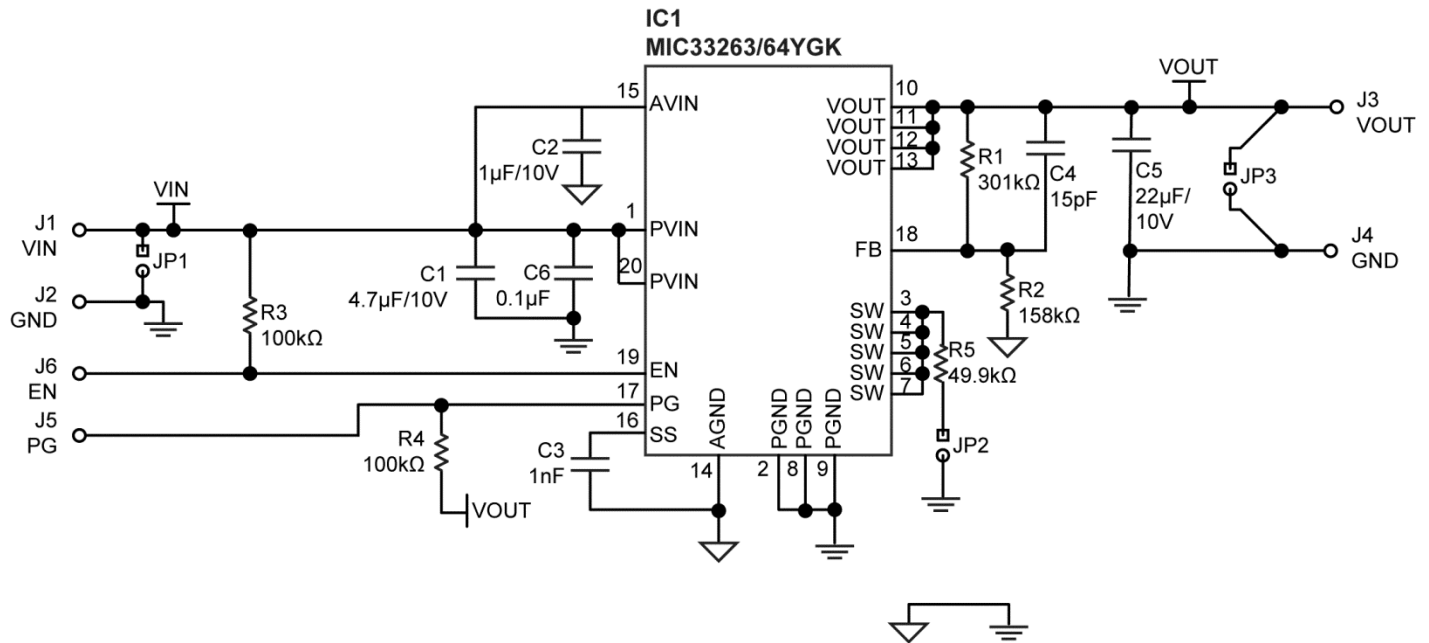 IC1
MIC33263/64YGK
15
AVIN
C2
1µF/10V
VIN
J1
VIN
JP1
J2
GND
R3
100kΩ
1
PVIN
20
PVIN
C1
4.7µF/10V
C6
0.1µF
J6
EN
19
EN
J5
PG
17
PG
16
SS
R4
100kΩ
VOUT
C3
1nF
AGND
14
PGND
PGND
PGND
2
8
9
10
VOUT
11
VOUT
12
VOUT
13
VOUT
R1
301kΩ
C4
15pF
C5
22µF/
10V
VOUT
J3
VOUT
JP3
J4
GND
18
FB
R2
158kΩ
3
SW
4
SW
5
SW
6
SW
7
SW
R5
49.9kΩ
JP2